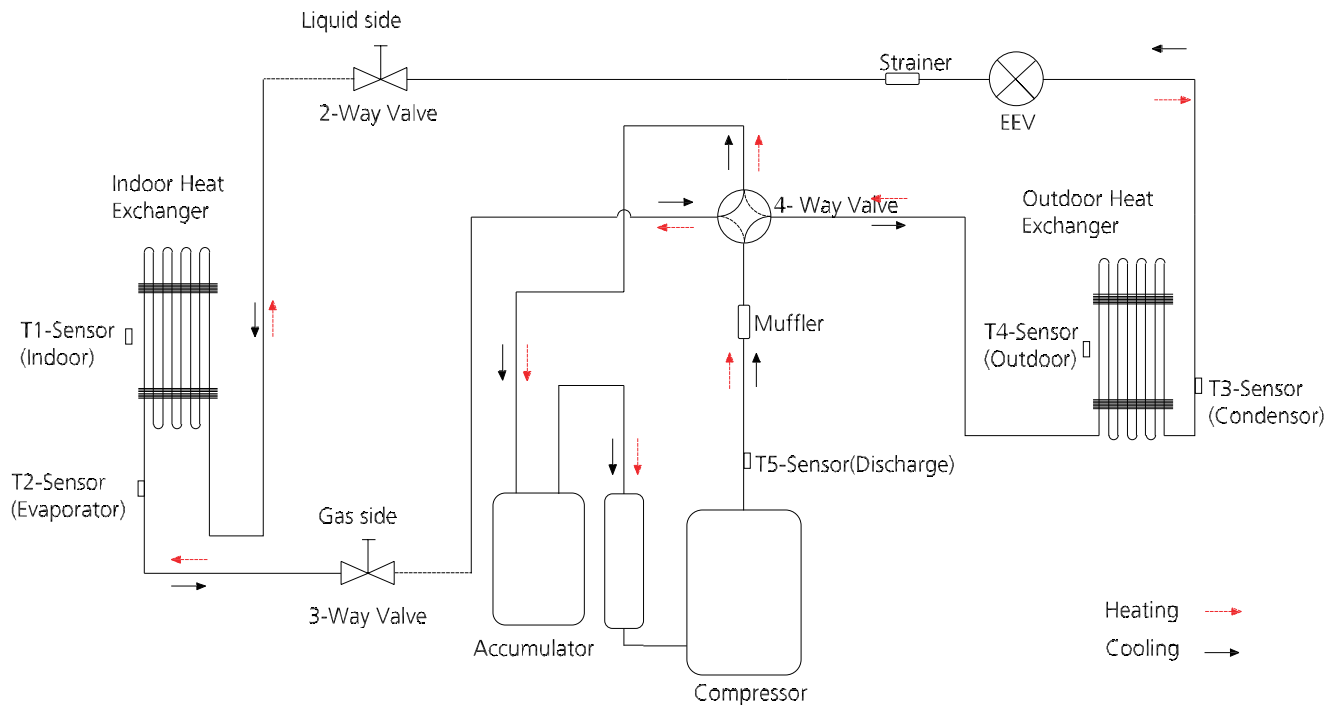 Liquid side
2-Way Valve
Strainer
EEV
Indoor Heat
Exchanger
4- Way Valve
Outdoor Heat
Exchanger
T1-Sensor
(Indoor)
Muffler
T4-Sensor
(Outdoor)
T3-Sensor
(Condensor)
T2-Sensor
(Evaporator)
T5-Sensor(Discharge)
Gas side
3-Way Valve
Accumulator
Compressor
Heating
Cooling